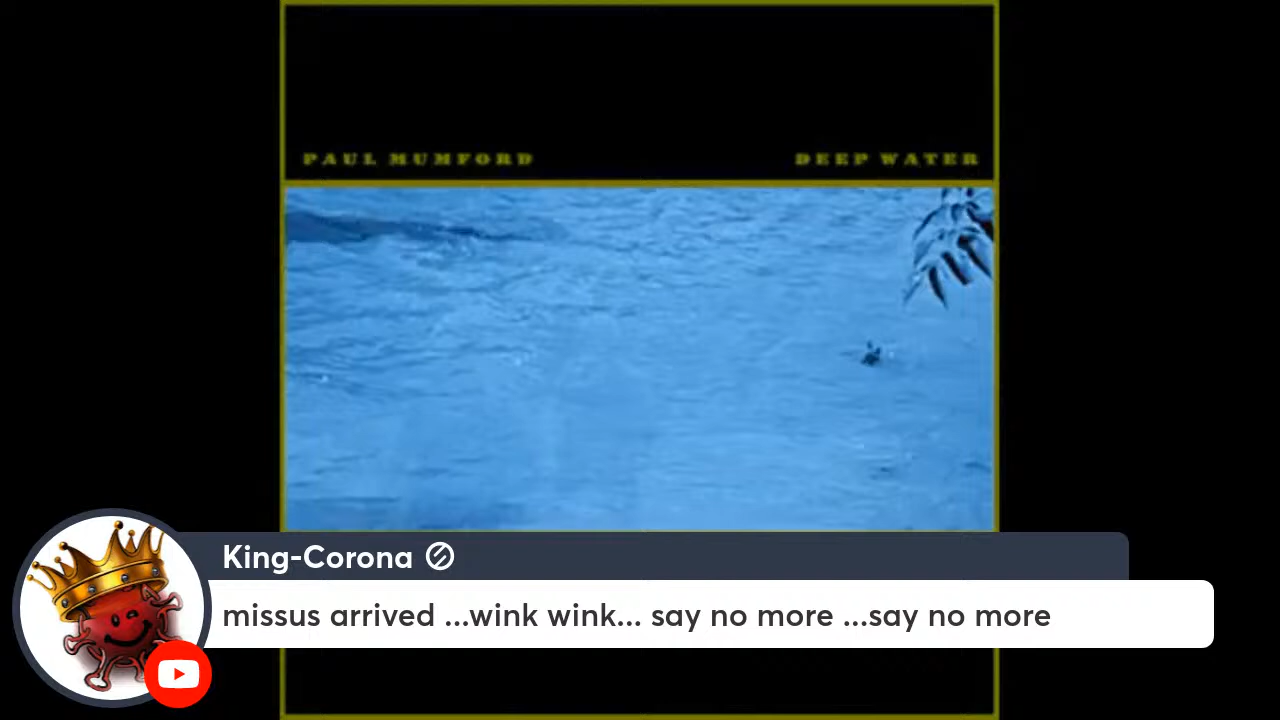 PAUL MUMFORD DEEP WATER
King-Corona
missus arrived ...wink wink... say no more ...say no more